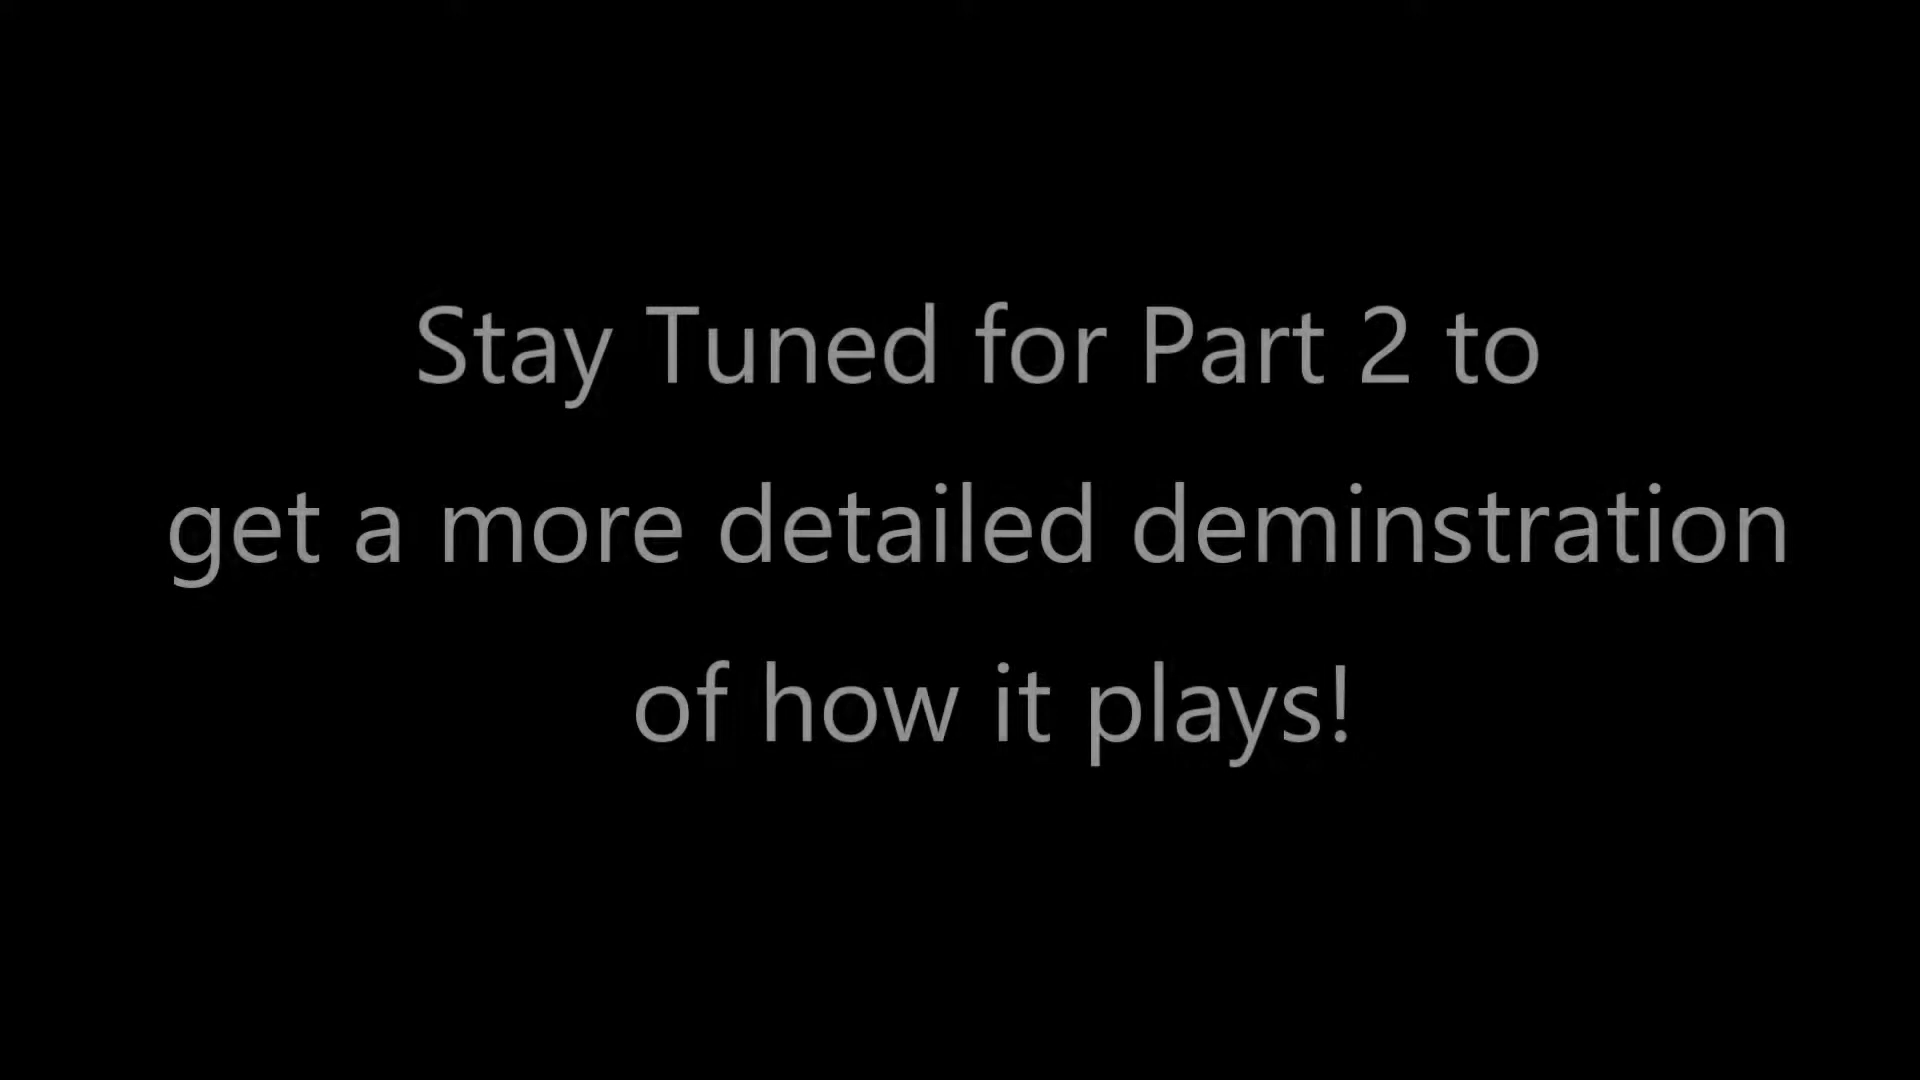 Stay Tuned for Part 2 to
get a more detailed deminstration
of how it plays!